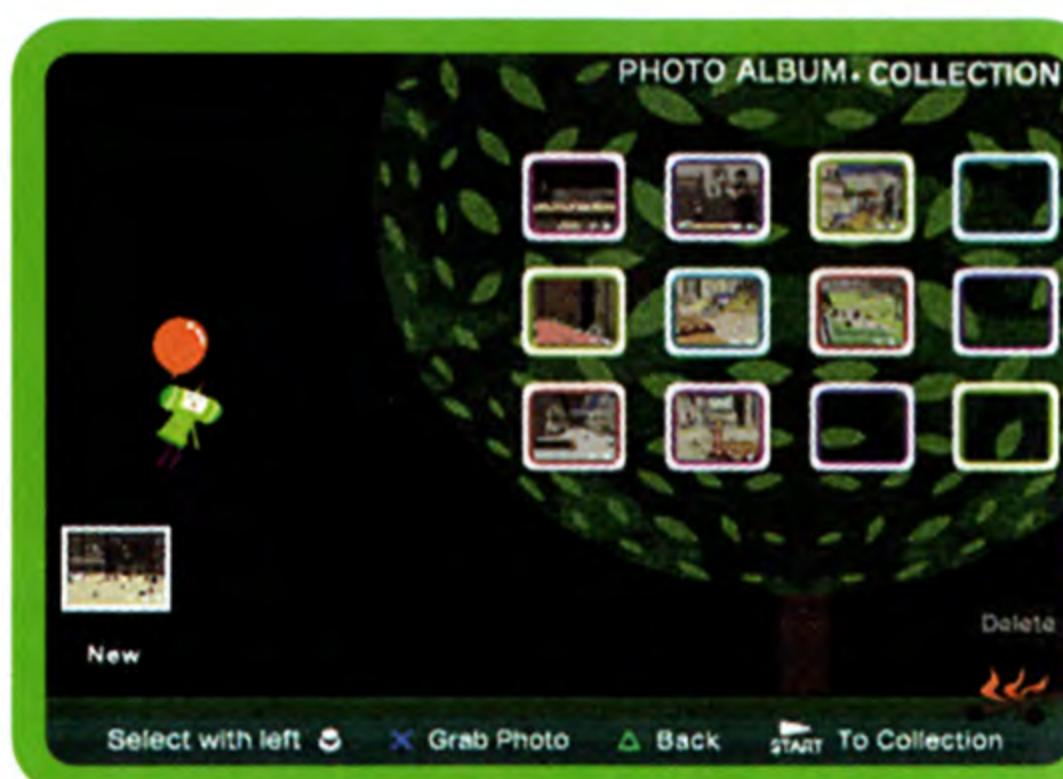 PHOTO ALBUM. COLLECTION
New
Delete
Select with left Grab Photo Back START To Collection